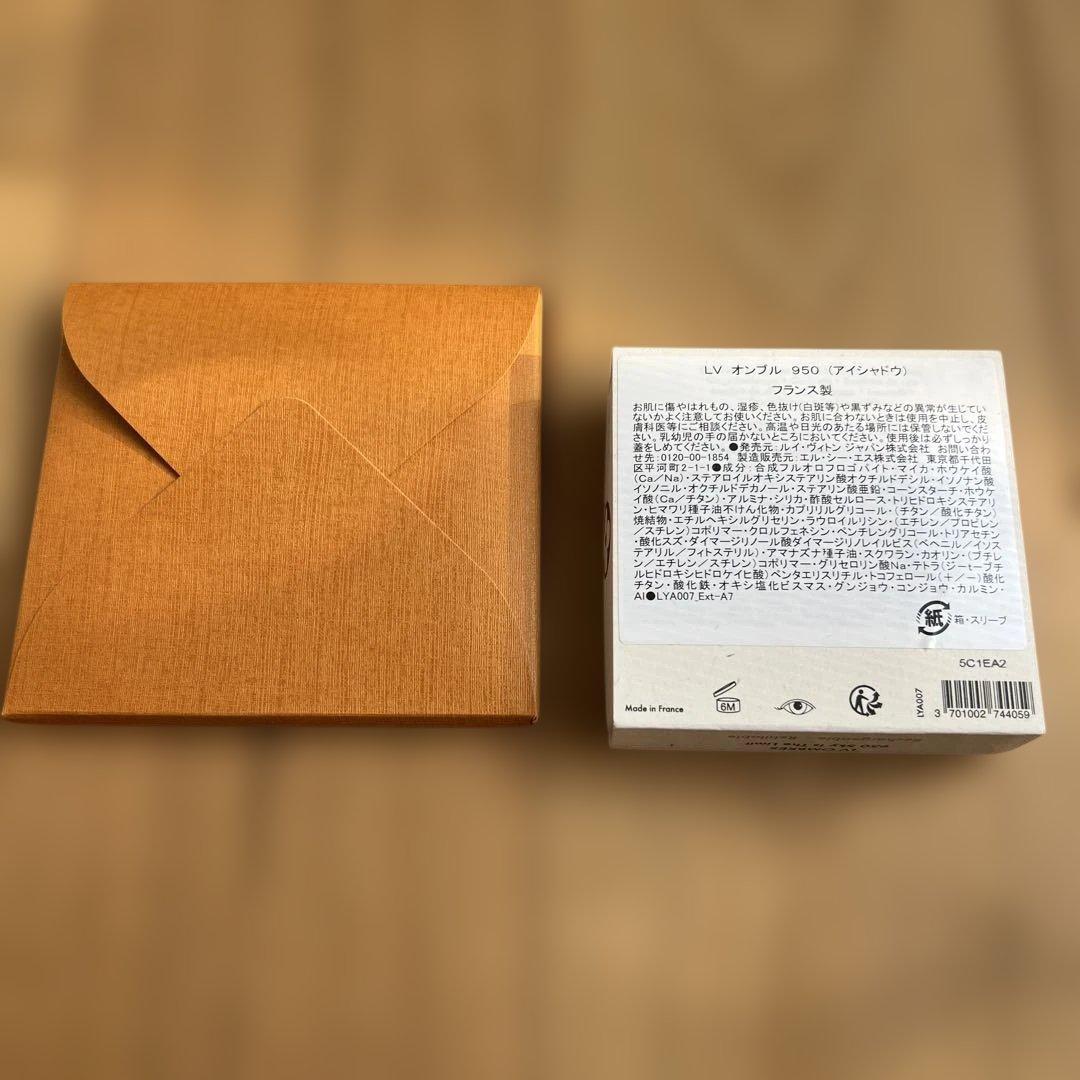 LV オンブル 950 (アイシャドウ)
フランス製
お肌に傷やはれもの、湿疹、色抜け(白斑等)や黒ずみなどの異常が生じてい
ないかよく注意してお使いください。お肌に合わないときは使用を中止し、皮
膚科医等にご相談ください。高温や日光のあたる場所には保管しないでくだ
さい。乳幼児の手の届かないところにおいてください。使用後は必ずしっかり
蓋をしめてください。●発売元:ルイ・ヴィトン ジャパン株式会社 お問い合わ
せ先:0120-00-1854 製造販売元:エル・シー・エス株式会社 東京都千代田
区平河町2-1-1●成分:合成フルオロフロゴパイト・マイカ・ホウケイ酸
(Ca/Na)・ステアロイルオキシステアリン酸オクチルドデシル・イソノナン酸
イソノニル・オクチルドデカノール・ステアリン酸亜鉛・コーンスターチ・ホウケ
イ酸(Ca/チタン)・アルミナ・シリカ・酢酸セルロース・トリヒドロキシステアリ
ン・ヒマワリ種子油不けん化物・カプリリルグリコール・(チタン/酸化チタン)
焼結物・エチルヘキシルグリセリン・ラウロイルリシン・(エチレン/プロピレン
/スチレン)コポリマー・クロルフェネシン・ペンチレングリコール・トリアセチン
・酸化スズ・ダイマージリノール酸ダイマージリノレイルビス(ベヘニル/イソス
テアリル/フィトステリル)・アマナズナ種子油・スクワラン・カオリン・(ブチレ
ン/エチレン/スチレン)コポリマー・グリセロリン酸Na・テトラ(ジ-t-ブチ
ルヒドロキシヒドロケイヒ酸)ペンタエリスリチル・トコフェロール(+/-)酸化
チタン・酸化鉄・オキシ塩化ビスマス・グンジョウ・コンジョウ・カルミン・
Al●LYA007_Ext-A7
紙 箱・スリーブ
5C1EA2
Made in France
6M
LYA007
3 701002 744059
LV OMBRES
950 Sky Is The Limit
Rechargeable Refillable